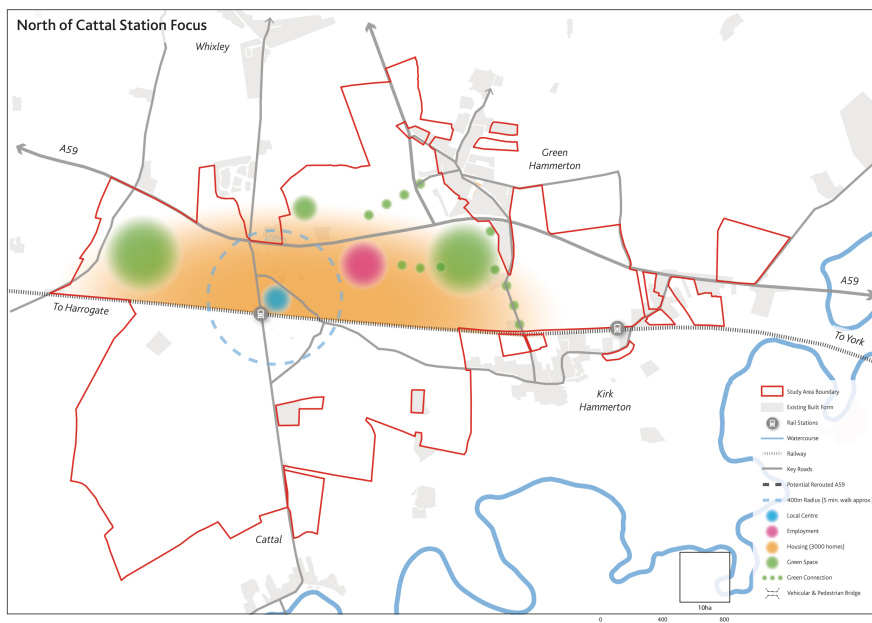 North of Cattal Station Focus
Whixley
A59
Green
Hammerton
To Harrogate
A59
To York
Kirk
Hammerton
Cattal
Study Area Boundary
Existing Built Form
Rail Stations
Watercourse
Railway
Key Roads
Potential Rerouted A59
400m Radius (5 min. walk approx.
Local Centre
Employment
Housing (3000 homes)
Green Space
Green Connection
Vehicular & Pedestrian Bridge
10ha
0 400 800